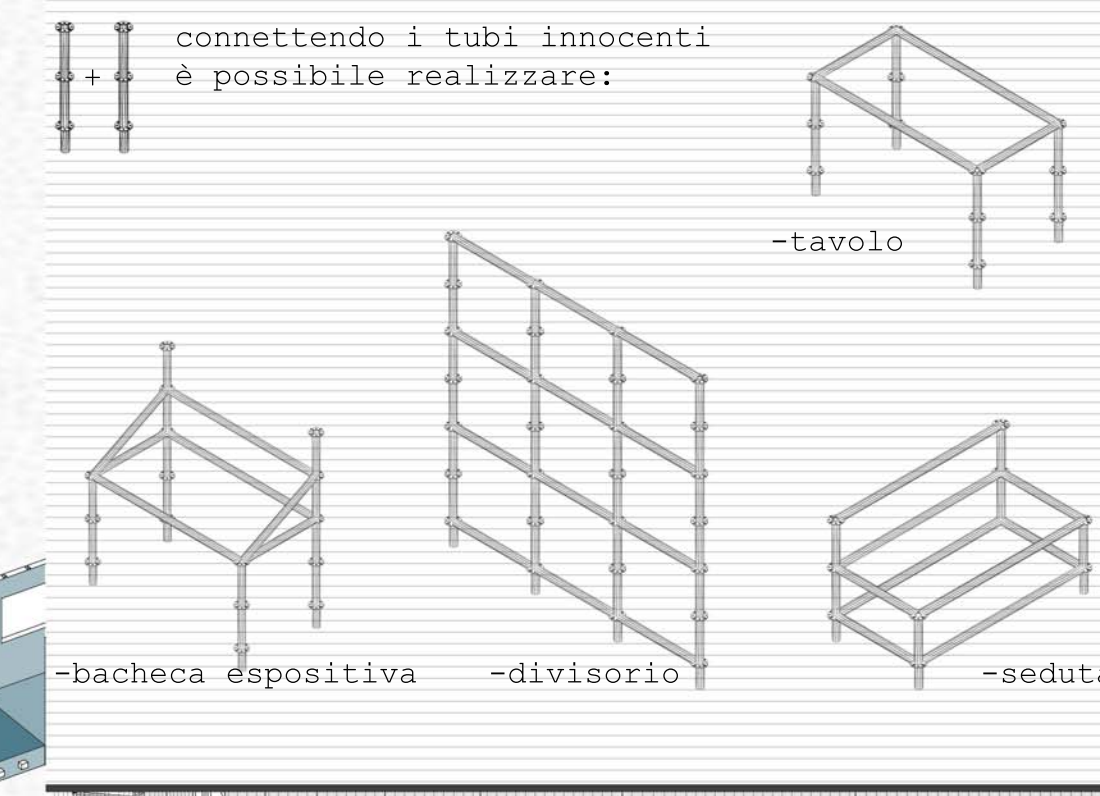 connettendo i tubi innocenti
+ è possibile realizzare:
-tavolo
-bacheca espositiva
-divisorio
-seduta